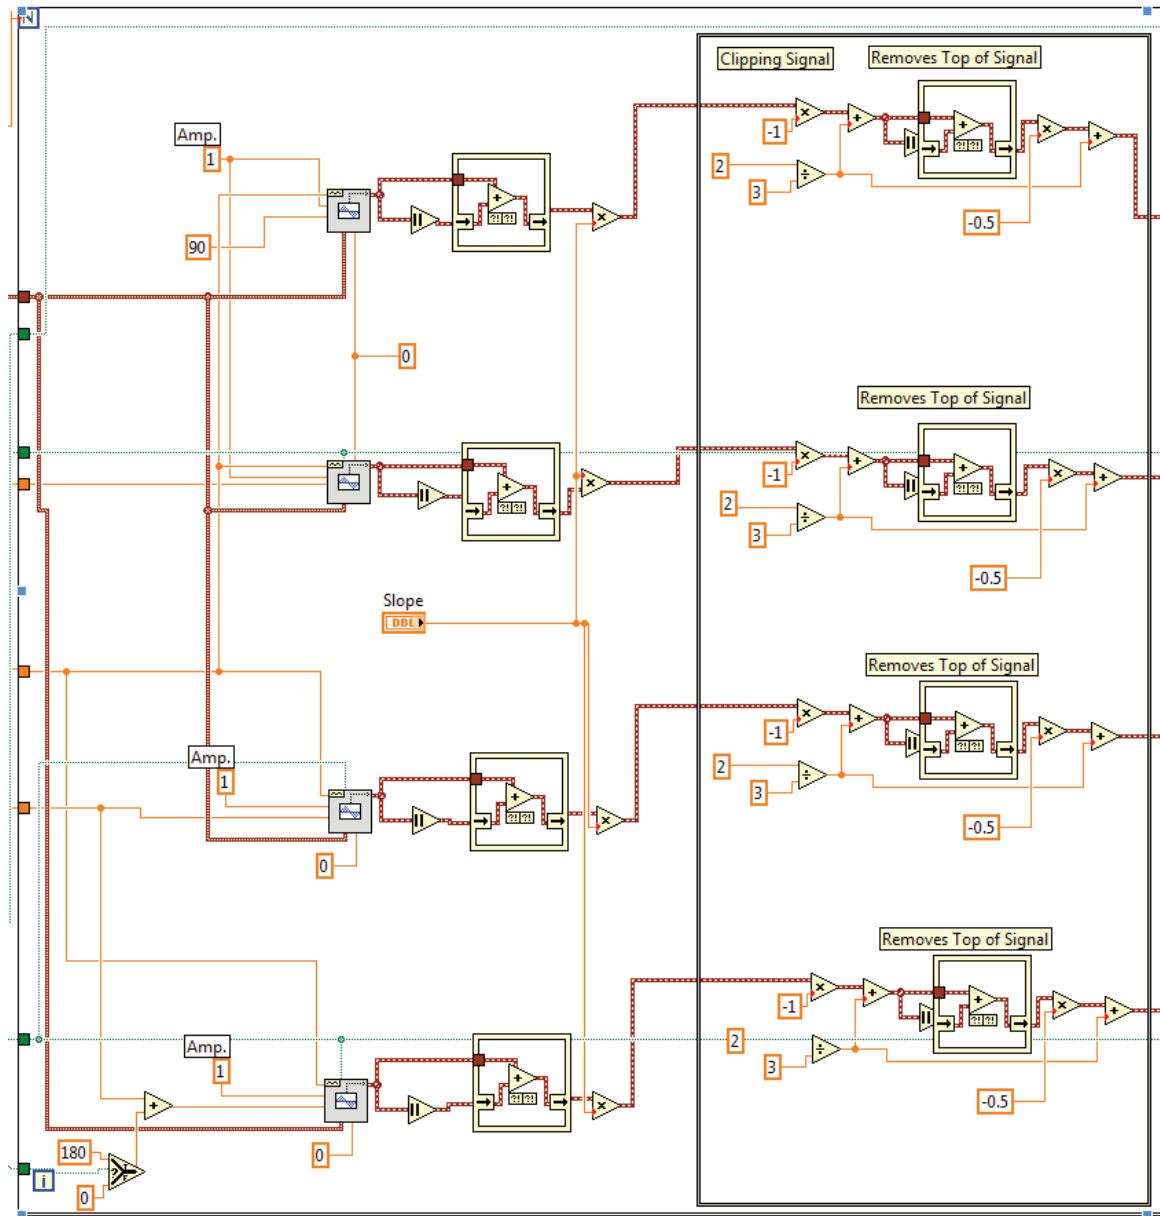 N
Clipping Signal
Removes Top of Signal
Amp.
1
-1
2
3
-0.5
90
0
Removes Top of Signal
-1
2
3
-0.5
Slope
DBL
Removes Top of Signal
Amp.
1
-1
2
3
-0.5
0
Removes Top of Signal
-1
2
3
-0.5
Amp.
1
180
0
i
0